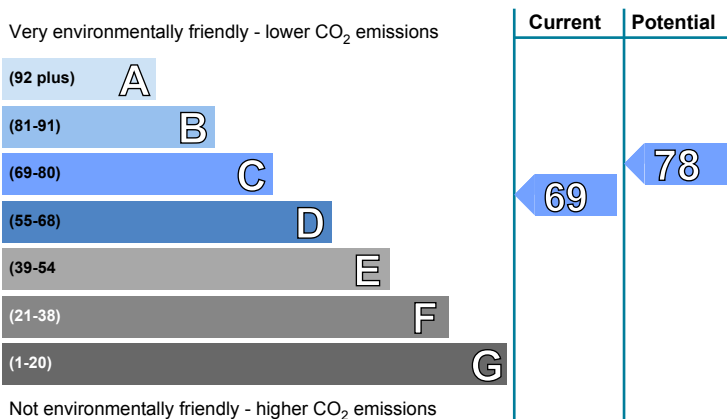 Current Potential
Very environmentally friendly - lower CO2 emissions
(92 plus) A
(81-91) B
(69-80) C
78
(55-68) D
69
(39-54 E
(21-38) F
(1-20) G
Not environmentally friendly - higher CO2 emissions